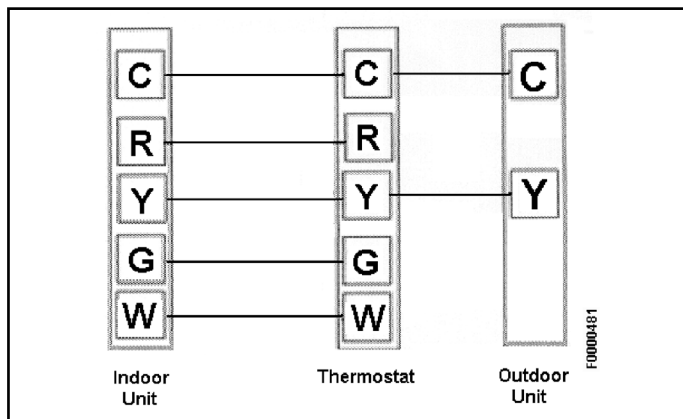 C C C
R R
Y Y Y
G G
W W
Indoor Unit
Thermostat
Outdoor Unit
F0000481